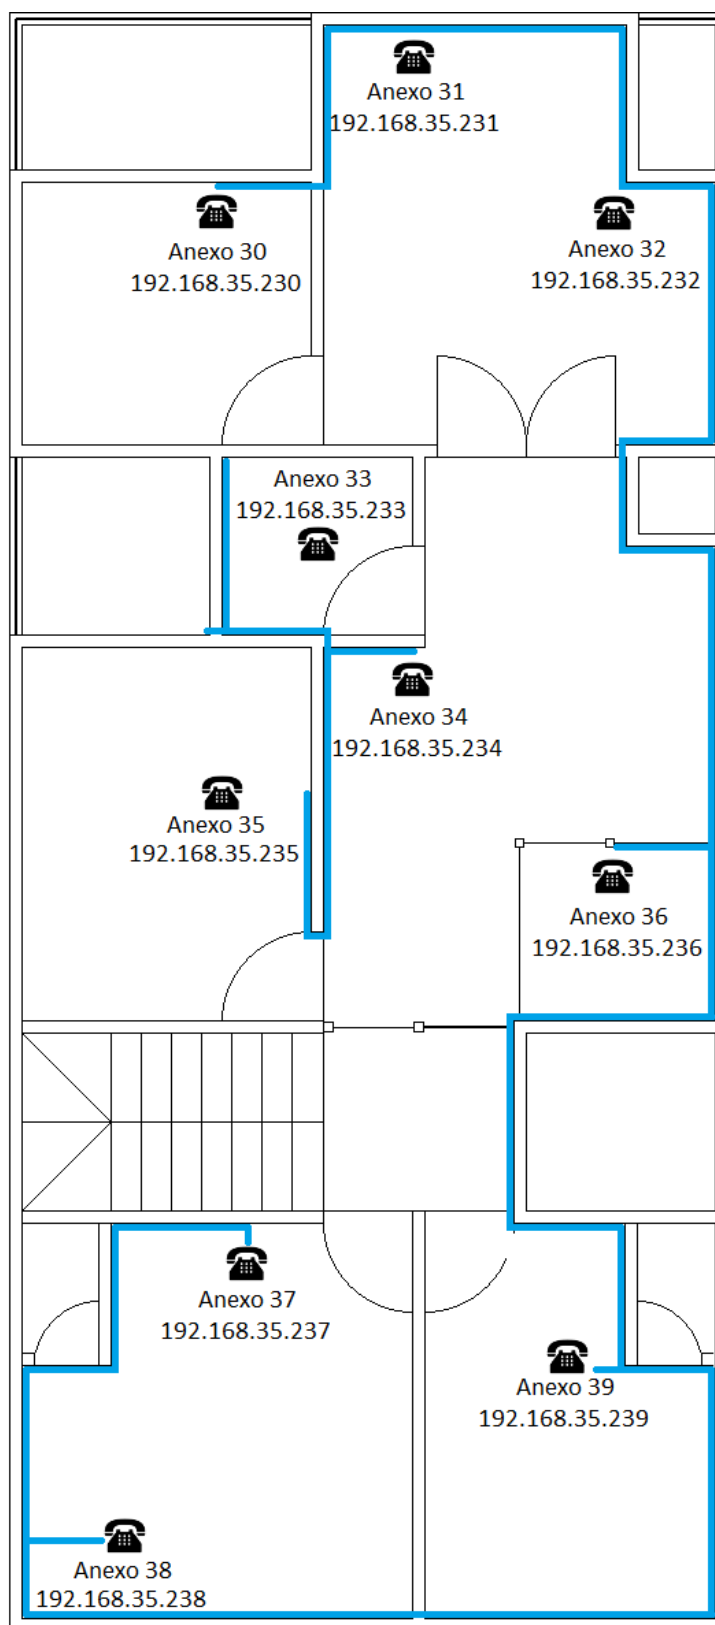 Anexo 31
192.168.35.231
Anexo 30
192.168.35.230
Anexo 32
192.168.35.232
Anexo 33
192.168.35.233
Anexo 34
192.168.35.234
Anexo 35
192.168.35.235
Anexo 36
192.168.35.236
Anexo 37
192.168.35.237
Anexo 39
192.168.35.239
Anexo 38
192.168.35.238